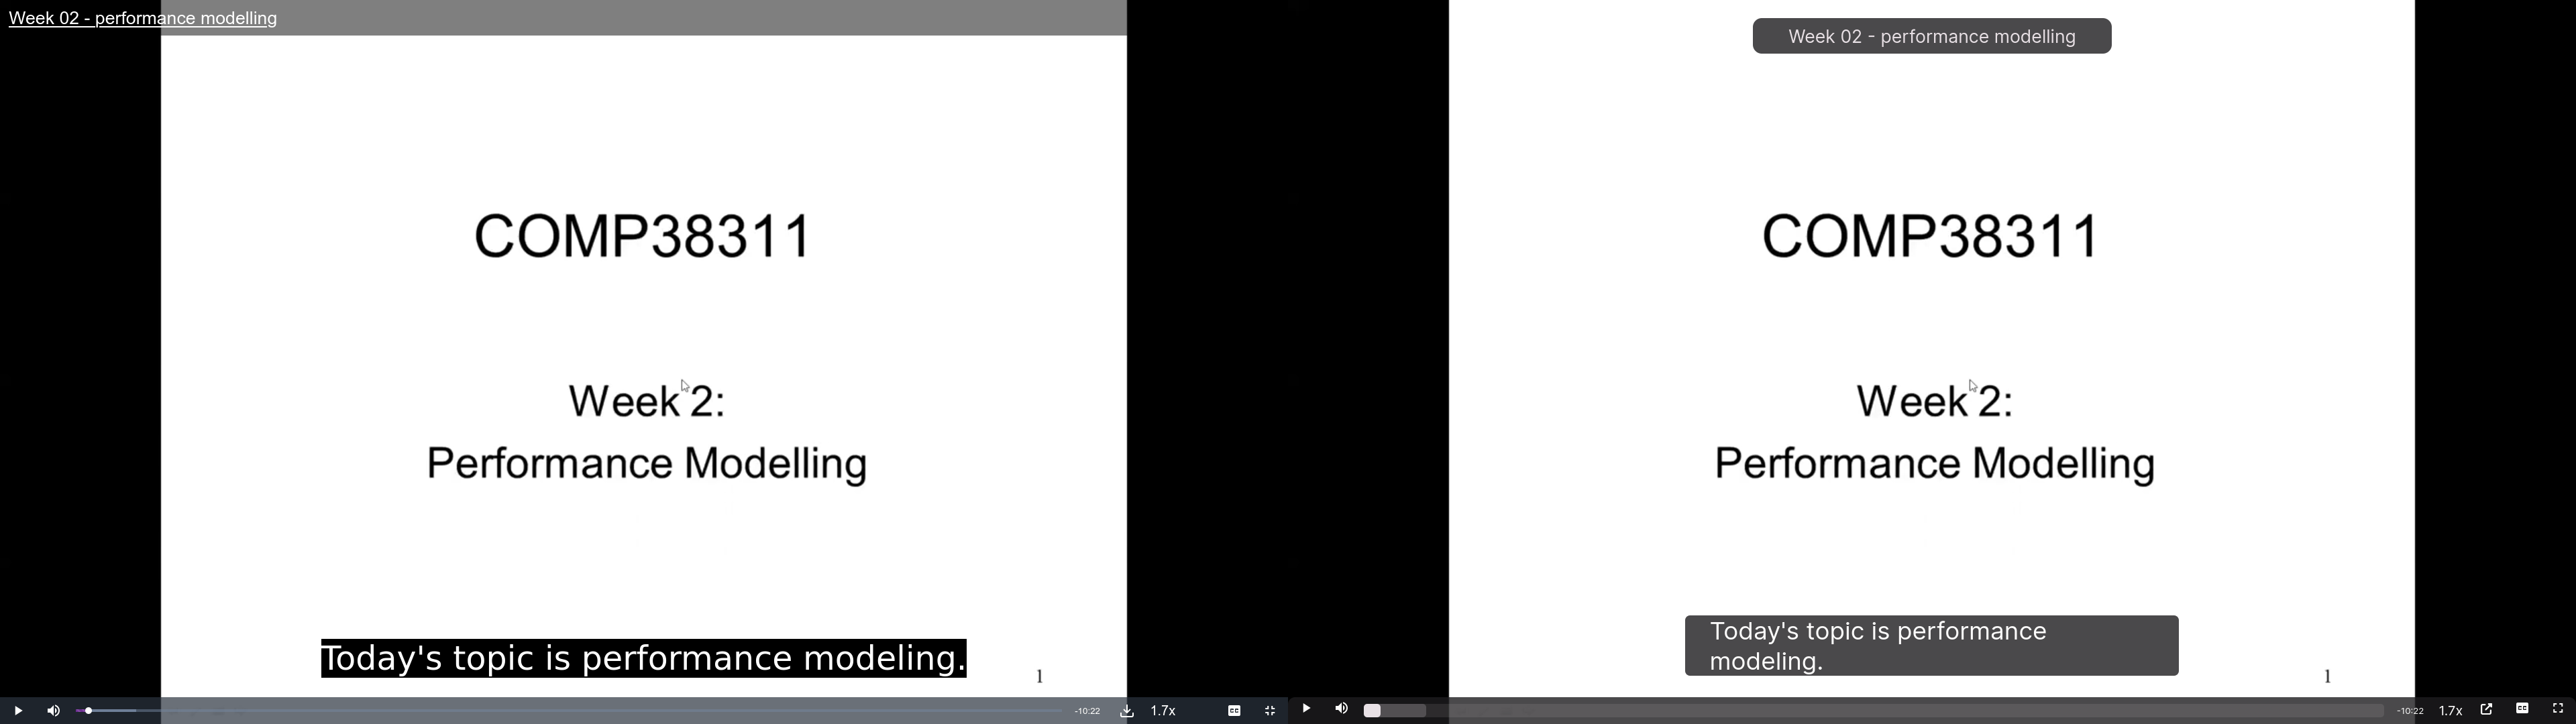 Week 02 - performance modelling
COMP38311
Week 2:
Performance Modelling
Today's topic is performance modeling.
1
-10:22
1.7x
CC
Week 02 - performance modelling
COMP38311
Week 2:
Performance Modelling
Today's topic is performance
modeling.
1
-10:22
1.7x
CC